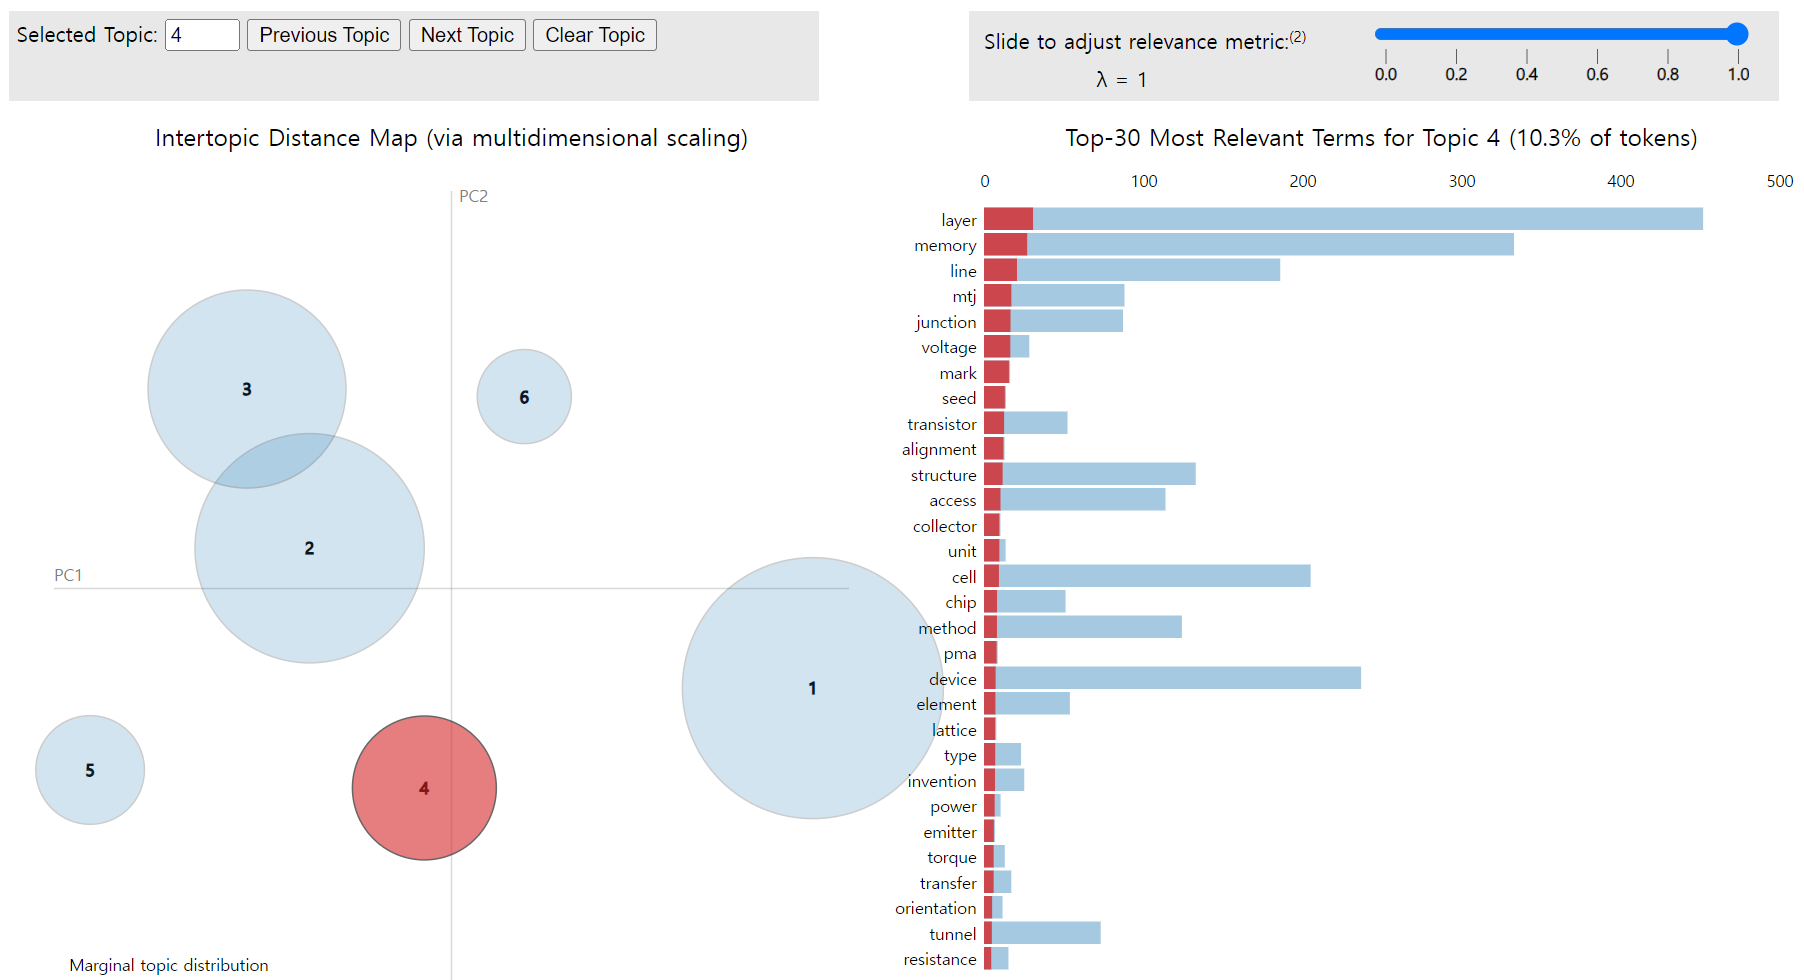 Selected Topic: 4 Previous Topic Next Topic Clear Topic
Slide to adjust relevance metric:(2)
λ = 1
0.0 0.2 0.4 0.6 0.8 1.0
Intertopic Distance Map (via multidimensional scaling)
PC2
PC1
3
6
2
1
5
4
Marginal topic distribution
Top-30 Most Relevant Terms for Topic 4 (10.3% of tokens)
0 100 200 300 400 500
layer
memory
line
mtj
junction
voltage
mark
seed
transistor
alignment
structure
access
collector
unit
cell
chip
method
pma
device
element
lattice
type
invention
power
emitter
torque
transfer
orientation
tunnel
resistance